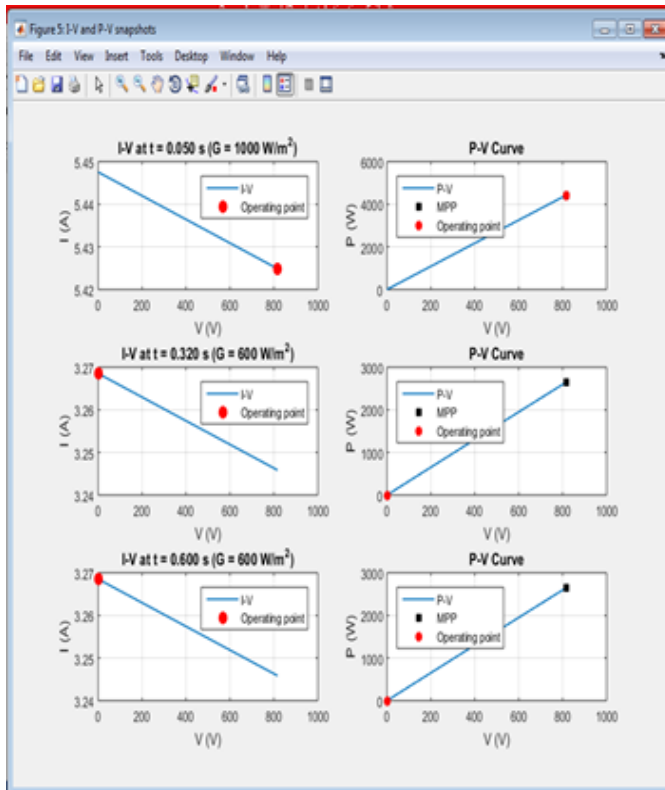 Figure 5: I-V and P-V snapshots
File Edit View Insert Tools Desktop Window Help
I-V at t = 0.050 s (G = 1000 W/m²)
5.45
5.44
5.43
5.42
I (A)
I-V
Operating point
0 200 400 600 800 1000
V (V)
P-V Curve
6000
4000
2000
0
P (W)
P-V
MPP
Operating point
0 200 400 600 800 1000
V (V)
I-V at t = 0.320 s (G = 600 W/m²)
3.27
3.26
3.25
3.24
I (A)
I-V
Operating point
0 200 400 600 800 1000
V (V)
P-V Curve
3000
2000
1000
0
P (W)
P-V
MPP
Operating point
0 200 400 600 800 1000
V (V)
I-V at t = 0.600 s (G = 600 W/m²)
3.27
3.26
3.25
3.24
I (A)
I-V
Operating point
0 200 400 600 800 1000
V (V)
P-V Curve
3000
2000
1000
0
P (W)
P-V
MPP
Operating point
0 200 400 600 800 1000
V (V)